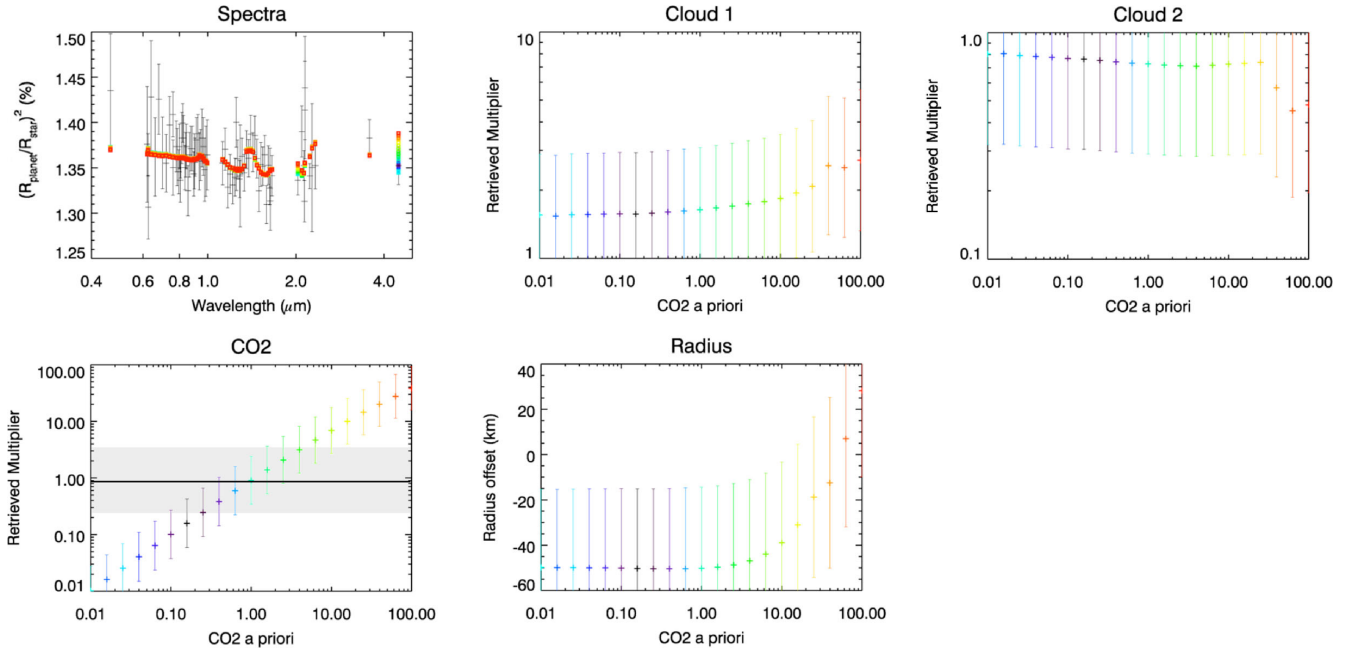 Spectra
(R_planet/R_star)² (%)
1.50
1.45
1.40
1.35
1.30
1.25
0.4 0.6 0.8 1.0 2.0 4.0
Wavelength (μm)
Cloud 1
Retrieved Multiplier
10
1
0.01 0.10 1.00 10.00 100.00
CO2 a priori
Cloud 2
Retrieved Multiplier
1.0
0.1
0.01 0.10 1.00 10.00 100.00
CO2 a priori
CO2
Retrieved Multiplier
100.00
10.00
1.00
0.10
0.01
0.01 0.10 1.00 10.00 100.00
CO2 a priori
Radius
Radius offset (km)
40
20
0
-20
-40
-60
0.01 0.10 1.00 10.00 100.00
CO2 a priori